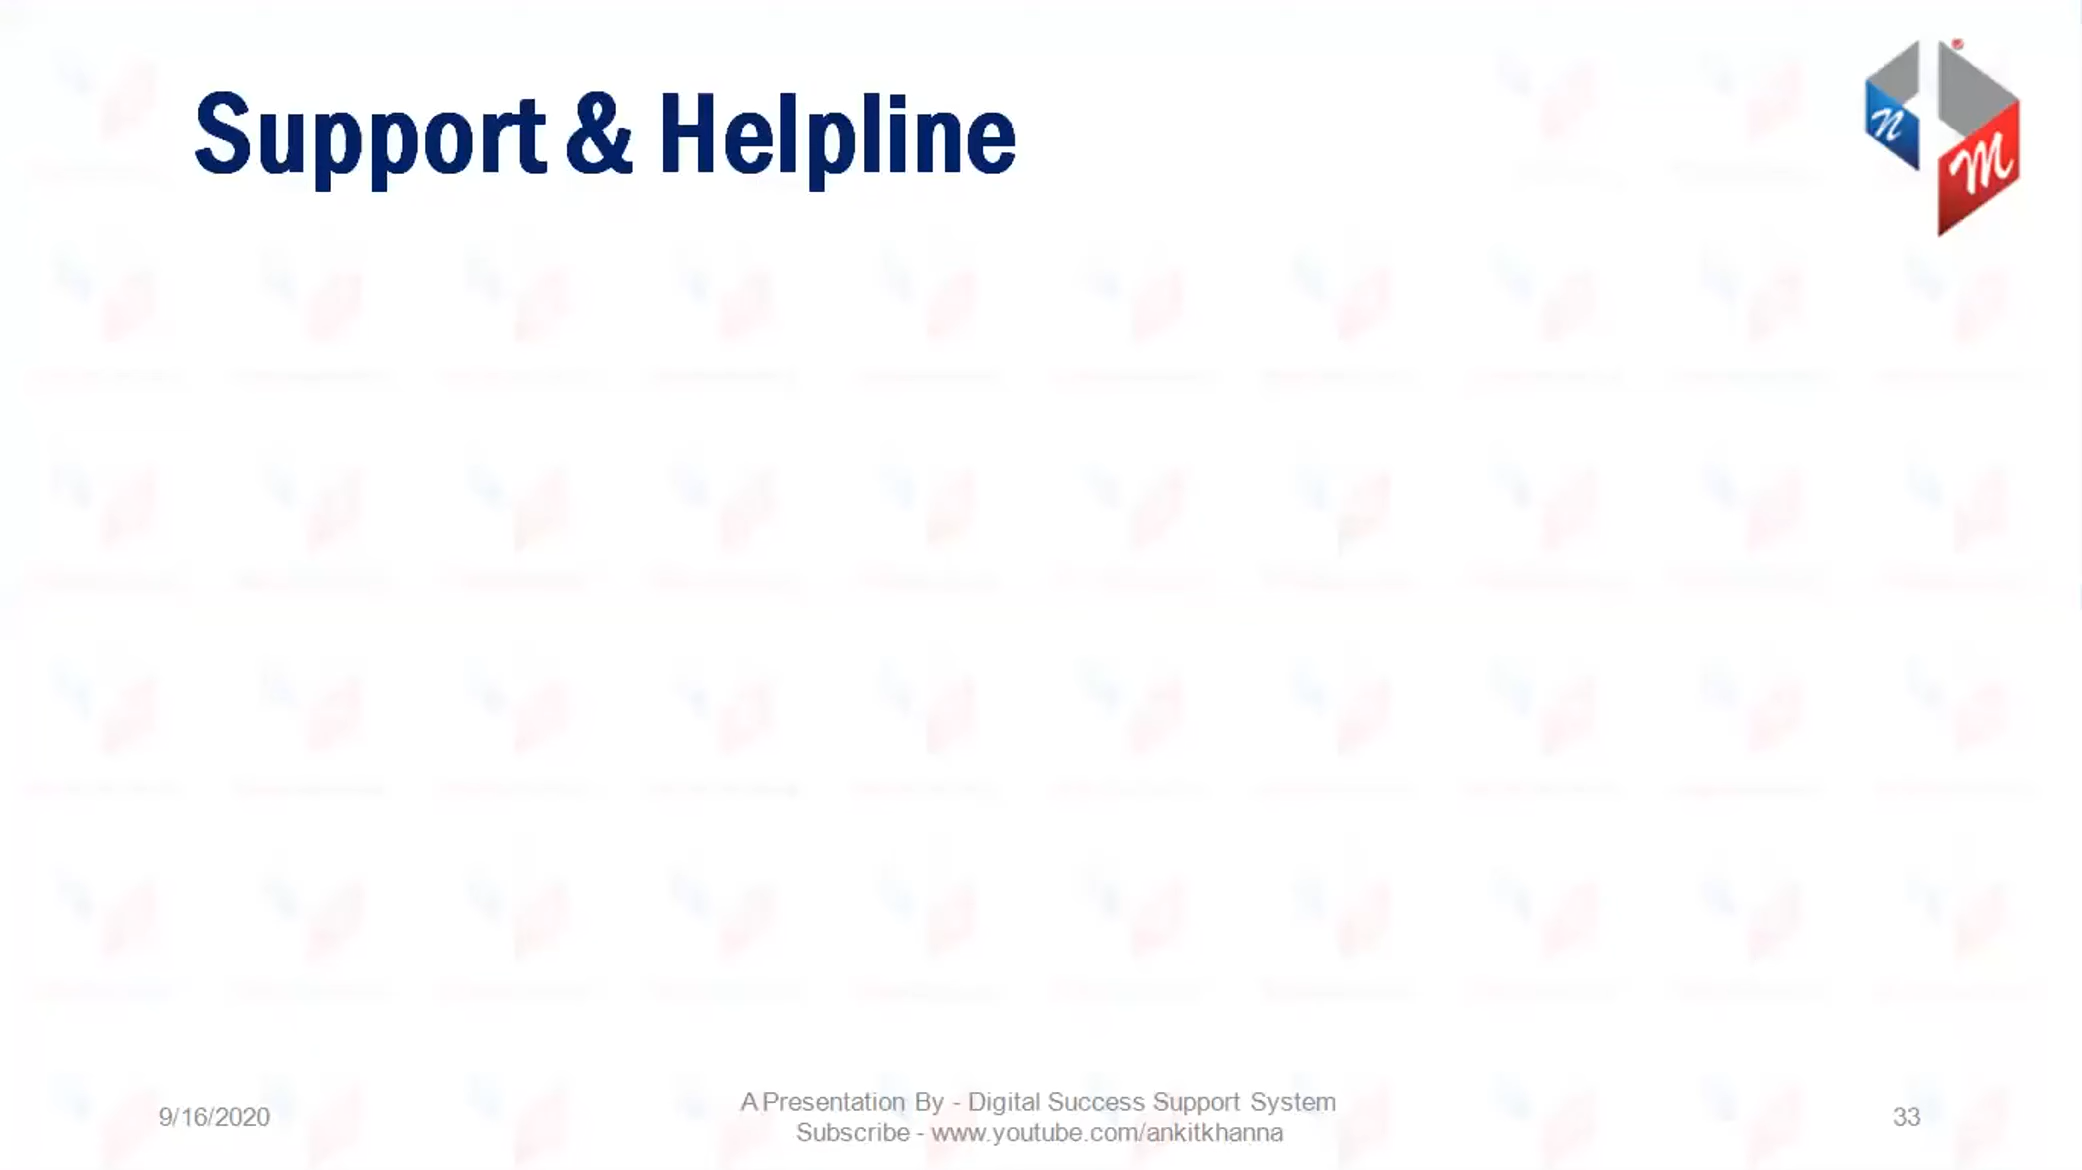 Support & Helpline
n
M
9/16/2020
A Presentation By - Digital Success Support System
Subscribe - www.youtube.com/ankitkhanna
33